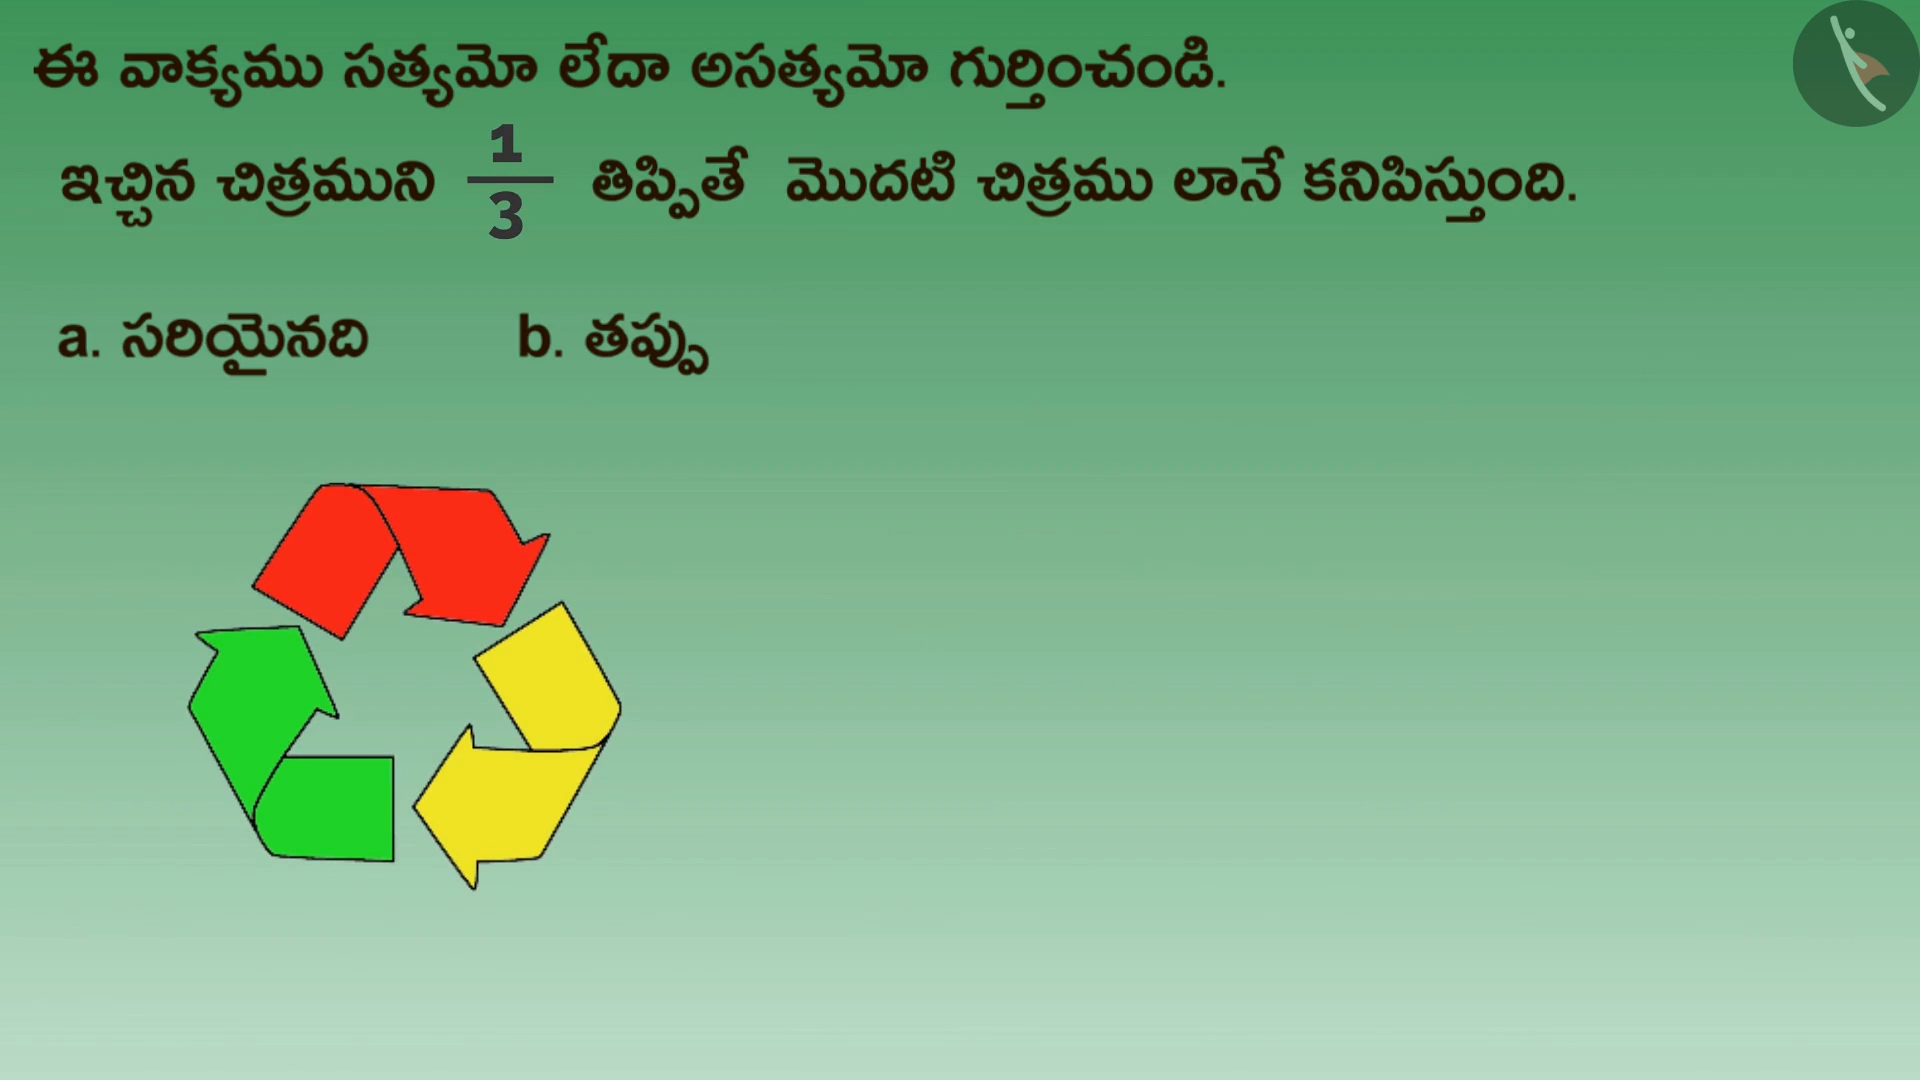 ఈ వాక్యము సత్యమో లేదా అసత్యమో గుర్తించండి.
ఇచ్చిన చిత్రముని 1/3 తిప్పితే మొదటి చిత్రము లానే కనిపిస్తుంది.
a. సరియైనది b. తప్పు